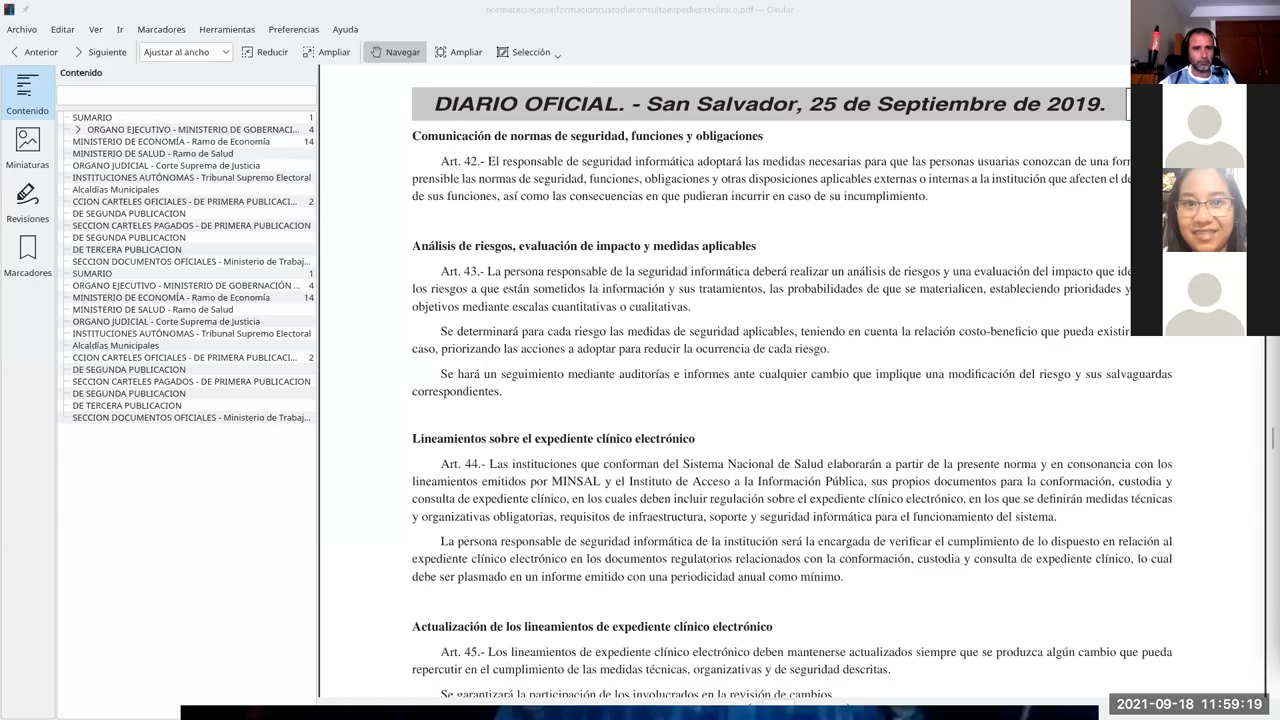 normatecnicaconformacioncustodiaconsultaexpedienteclinico.pdf — Okular
Archivo Editar Ver Ir Marcadores Herramientas Preferencias Ayuda
Anterior Siguiente Ajustar al ancho Reducir Ampliar Navegar Ampliar Selección
Contenido
Miniaturas
Revisiones
Marcadores
Contenido
SUMARIO 1
ORGANO EJECUTIVO - MINISTERIO DE GOBERNACI... 4
MINISTERIO DE ECONOMÍA - Ramo de Economía 14
MINISTERIO DE SALUD - Ramo de Salud
ORGANO JUDICIAL - Corte Suprema de Justicia
INSTITUCIONES AUTÓNOMAS - Tribunal Supremo Electoral
Alcaldías Municipales
CCION CARTELES OFICIALES - DE PRIMERA PUBLICACI... 2
DE SEGUNDA PUBLICACION
SECCION CARTELES PAGADOS - DE PRIMERA PUBLICACION
DE SEGUNDA PUBLICACION
DE TERCERA PUBLICACION
SECCION DOCUMENTOS OFICIALES - Ministerio de Trabaj...
SUMARIO 1
ORGANO EJECUTIVO - MINISTERIO DE GOBERNACIÓN ... 4
MINISTERIO DE ECONOMÍA - Ramo de Economía 14
MINISTERIO DE SALUD - Ramo de Salud
ORGANO JUDICIAL - Corte Suprema de Justicia
INSTITUCIONES AUTÓNOMAS - Tribunal Supremo Electoral
Alcaldías Municipales
CCION CARTELES OFICIALES - DE PRIMERA PUBLICACI... 2
DE SEGUNDA PUBLICACION
SECCION CARTELES PAGADOS - DE PRIMERA PUBLICACION
DE SEGUNDA PUBLICACION
DE TERCERA PUBLICACION
SECCION DOCUMENTOS OFICIALES - Ministerio de Trabaj...
DIARIO OFICIAL. - San Salvador, 25 de Septiembre de 2019.
Comunicación de normas de seguridad, funciones y obligaciones
Art. 42.- El responsable de seguridad informática adoptará las medidas necesarias para que las personas usuarias conozcan de una
prensible las normas de seguridad, funciones, obligaciones y otras disposiciones aplicables externas o internas a la institución que afecten el
de sus funciones, así como las consecuencias en que pudieran incurrir en caso de su incumplimiento.
Análisis de riesgos, evaluación de impacto y medidas aplicables
Art. 43.- La persona responsable de la seguridad informática deberá realizar un análisis de riesgos y una evaluación del impacto que
los riesgos a que están sometidos la información y sus tratamientos, las probabilidades de que se materialicen, estableciendo prioridades y
objetivos mediante escalas cuantitativas o cualitativas.
Se determinará para cada riesgo las medidas de seguridad aplicables, teniendo en cuenta la relación costo-beneficio que pueda existir
caso, priorizando las acciones a adoptar para reducir la ocurrencia de cada riesgo.
Se hará un seguimiento mediante auditorías e informes ante cualquier cambio que implique una modificación del riesgo y sus salvaguardas
correspondientes.
Lineamientos sobre el expediente clínico electrónico
Art. 44.- Las instituciones que conforman del Sistema Nacional de Salud elaborarán a partir de la presente norma y en consonancia con los
lineamientos emitidos por MINSAL y el Instituto de Acceso a la Información Pública, sus propios documentos para la conformación, custodia y
consulta de expediente clínico, en los cuales deben incluir regulación sobre el expediente clínico electrónico, en los que se definirán medidas técnicas
y organizativas obligatorias, requisitos de infraestructura, soporte y seguridad informática para el funcionamiento del sistema.
La persona responsable de seguridad informática de la institución será la encargada de verificar el cumplimiento de lo dispuesto en relación al
expediente clínico electrónico en los documentos regulatorios relacionados con la conformación, custodia y consulta de expediente clínico, lo cual
debe ser plasmado en un informe emitido con una periodicidad anual como mínimo.
Actualización de los lineamientos de expediente clínico electrónico
Art. 45.- Los lineamientos de expediente clínico electrónico deben mantenerse actualizados siempre que se produzca algún cambio que pueda
repercutir en el cumplimiento de las medidas técnicas, organizativas y de seguridad descritas.
Se garantizará la participación de los involucrados en la revisión de cambios.
2021-09-18 11:59:19